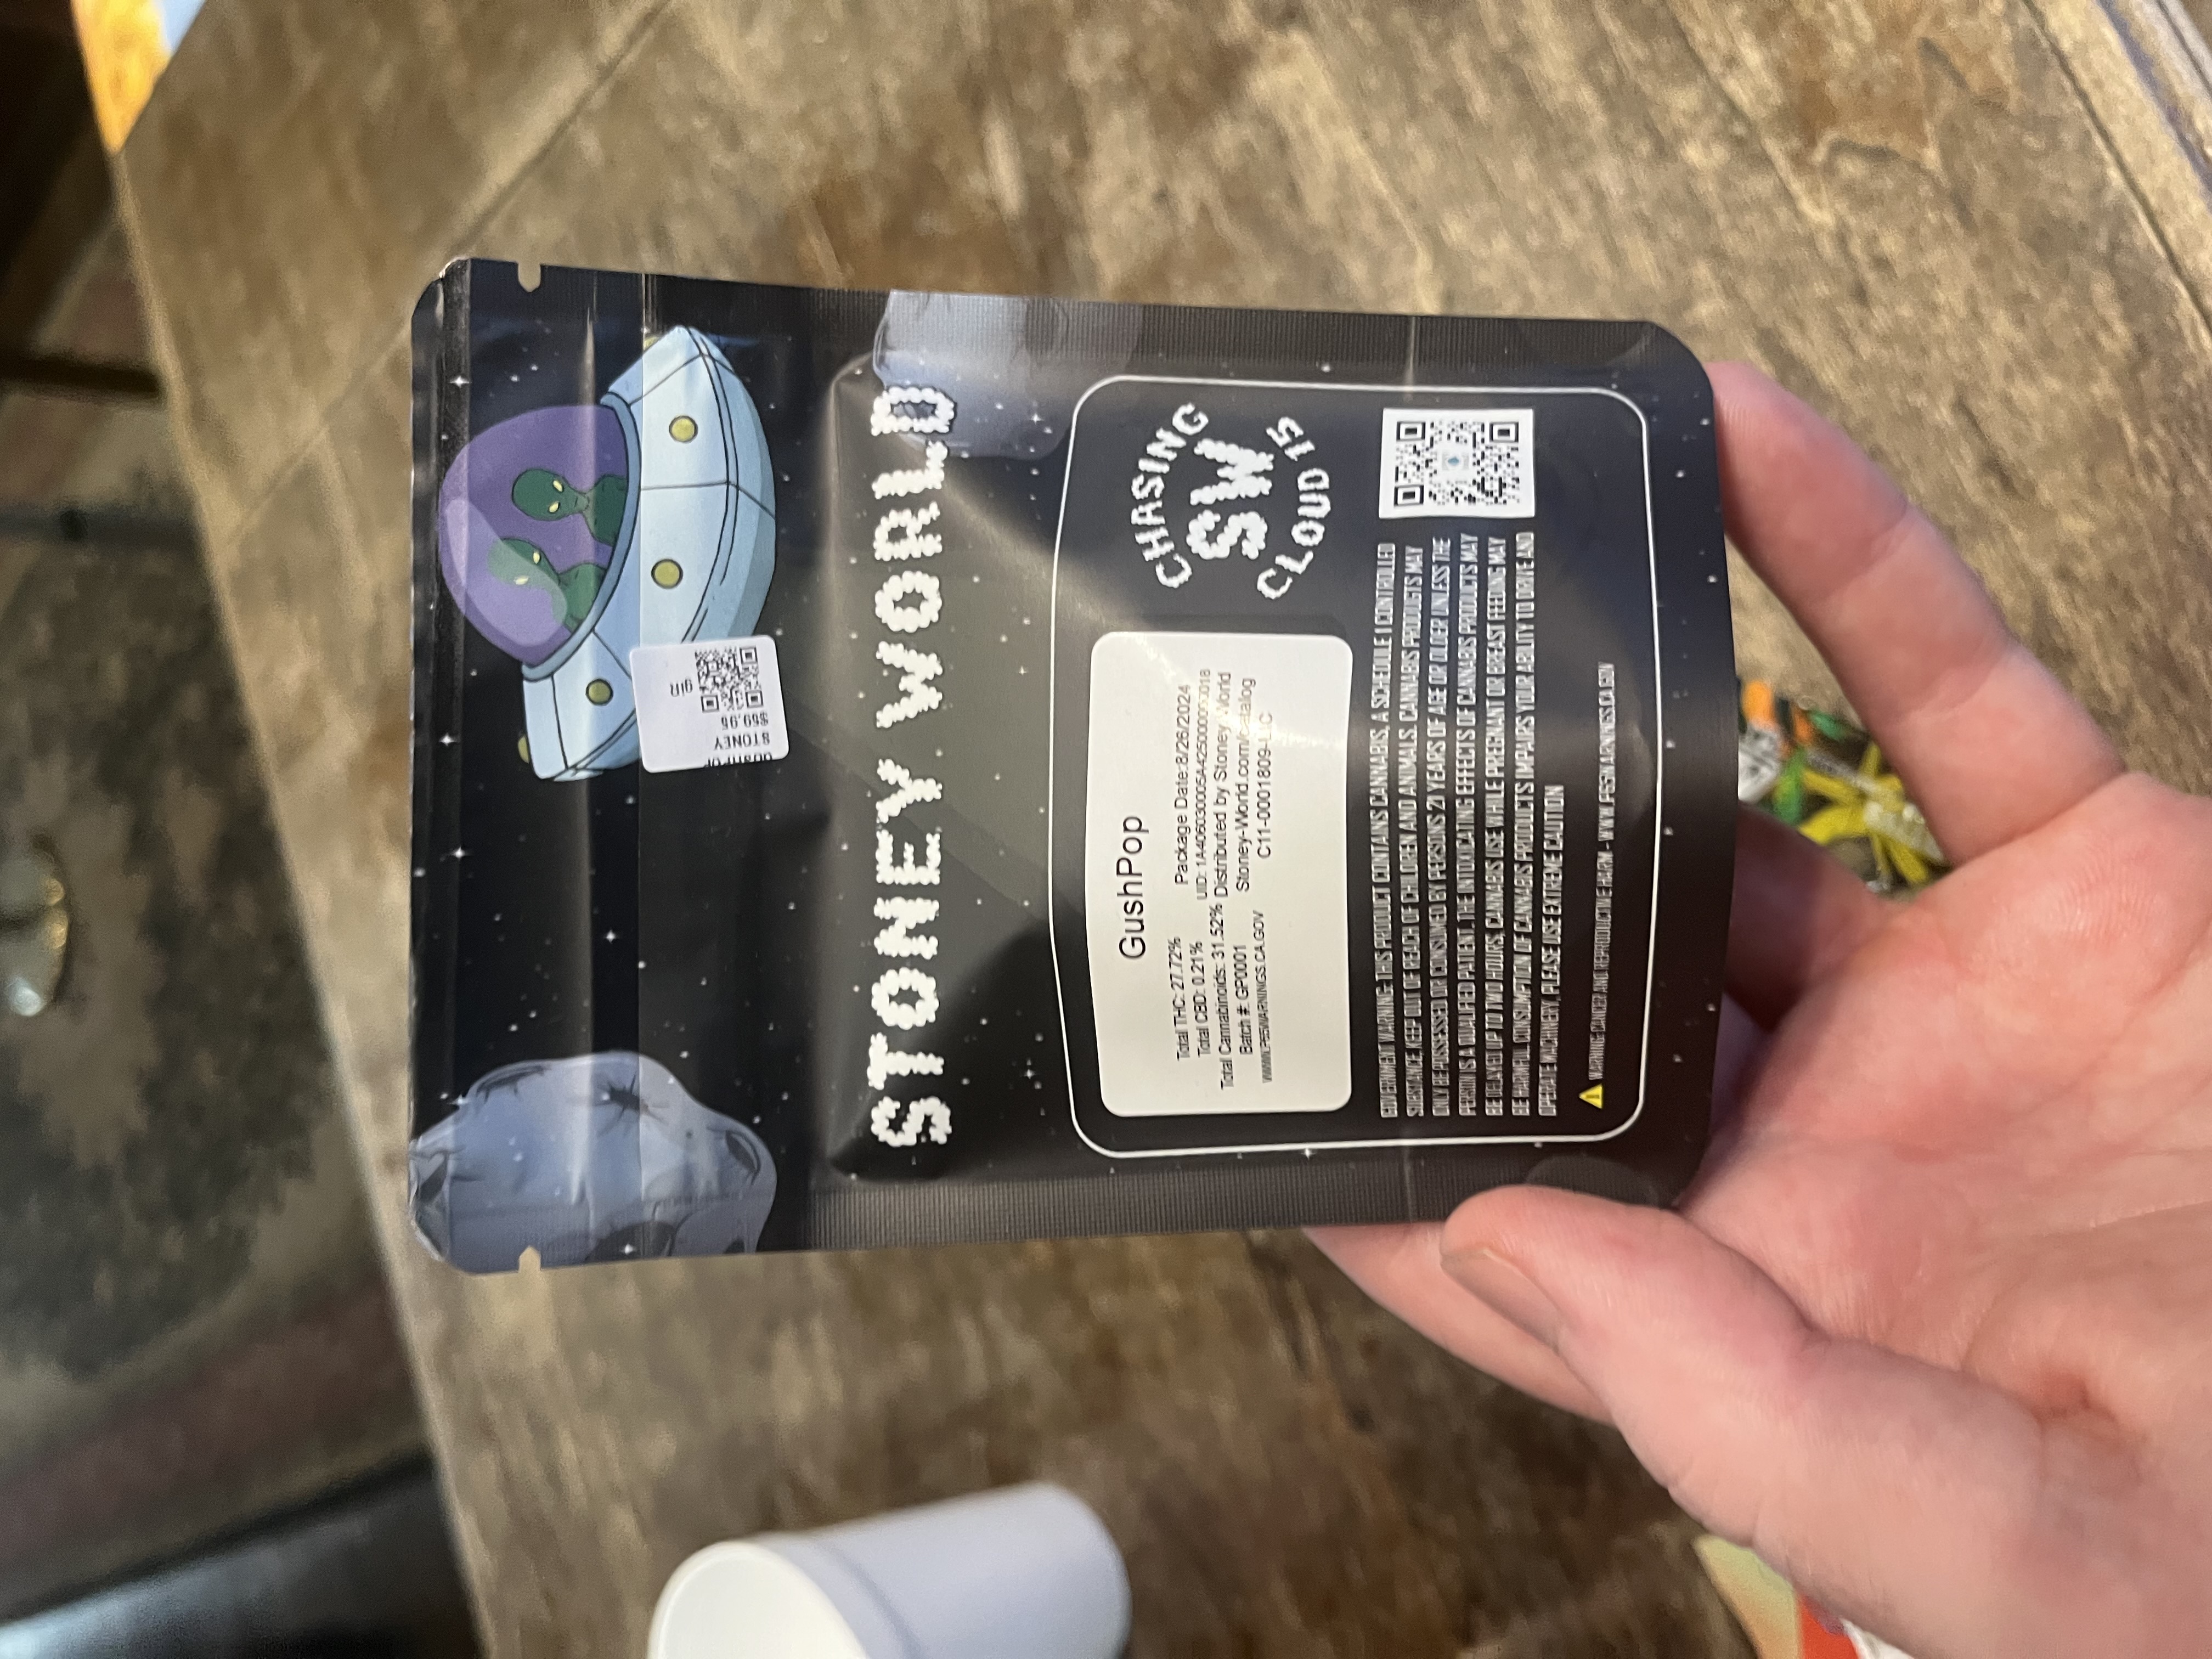 GUSHPOP
STONEY
$59.95
gIR
STONEY WORLD
GushPop
Total THC: 27.72%
Total CBD: 0.21%
Total Cannabinoids: 31.52%
Batch #: GP0001
WWW.P65WARNINGS.CA.GOV
Package Date:8/26/2024
Distributed by Stoney World
Stoney-World.com/catalog
C11-0001809-LIC
CHASING
SW
CLOUD 15
GOVERNMENT WARNING: THIS PRODUCT CONTAINS CANNABIS, A SCHEDULE I CONTROLLED
SUBSTANCE. KEEP OUT OF REACH OF CHILDREN AND ANIMALS. CANNABIS PRODUCTS MAY
ONLY BE POSSESSED OR CONSUMED BY PERSONS 21 YEARS OF AGE OR OLDER UNLESS THE
PERSON IS A QUALIFIED PATIENT. THE INTOXICATING EFFECTS OF CANNABIS PRODUCTS MAY
BE DELAYED UP TO TWO HOURS. CANNABIS USE WHILE PREGNANT OR BREASTFEEDING MAY
BE HARMFUL. CONSUMPTION OF CANNABIS PRODUCTS IMPAIRS YOUR ABILITY TO DRIVE AND
OPERATE MACHINERY, PLEASE USE EXTREME CAUTION
WARNING: CANCER AND REPRODUCTIVE HARM - WWW.P65WARNINGS.CA.GOV